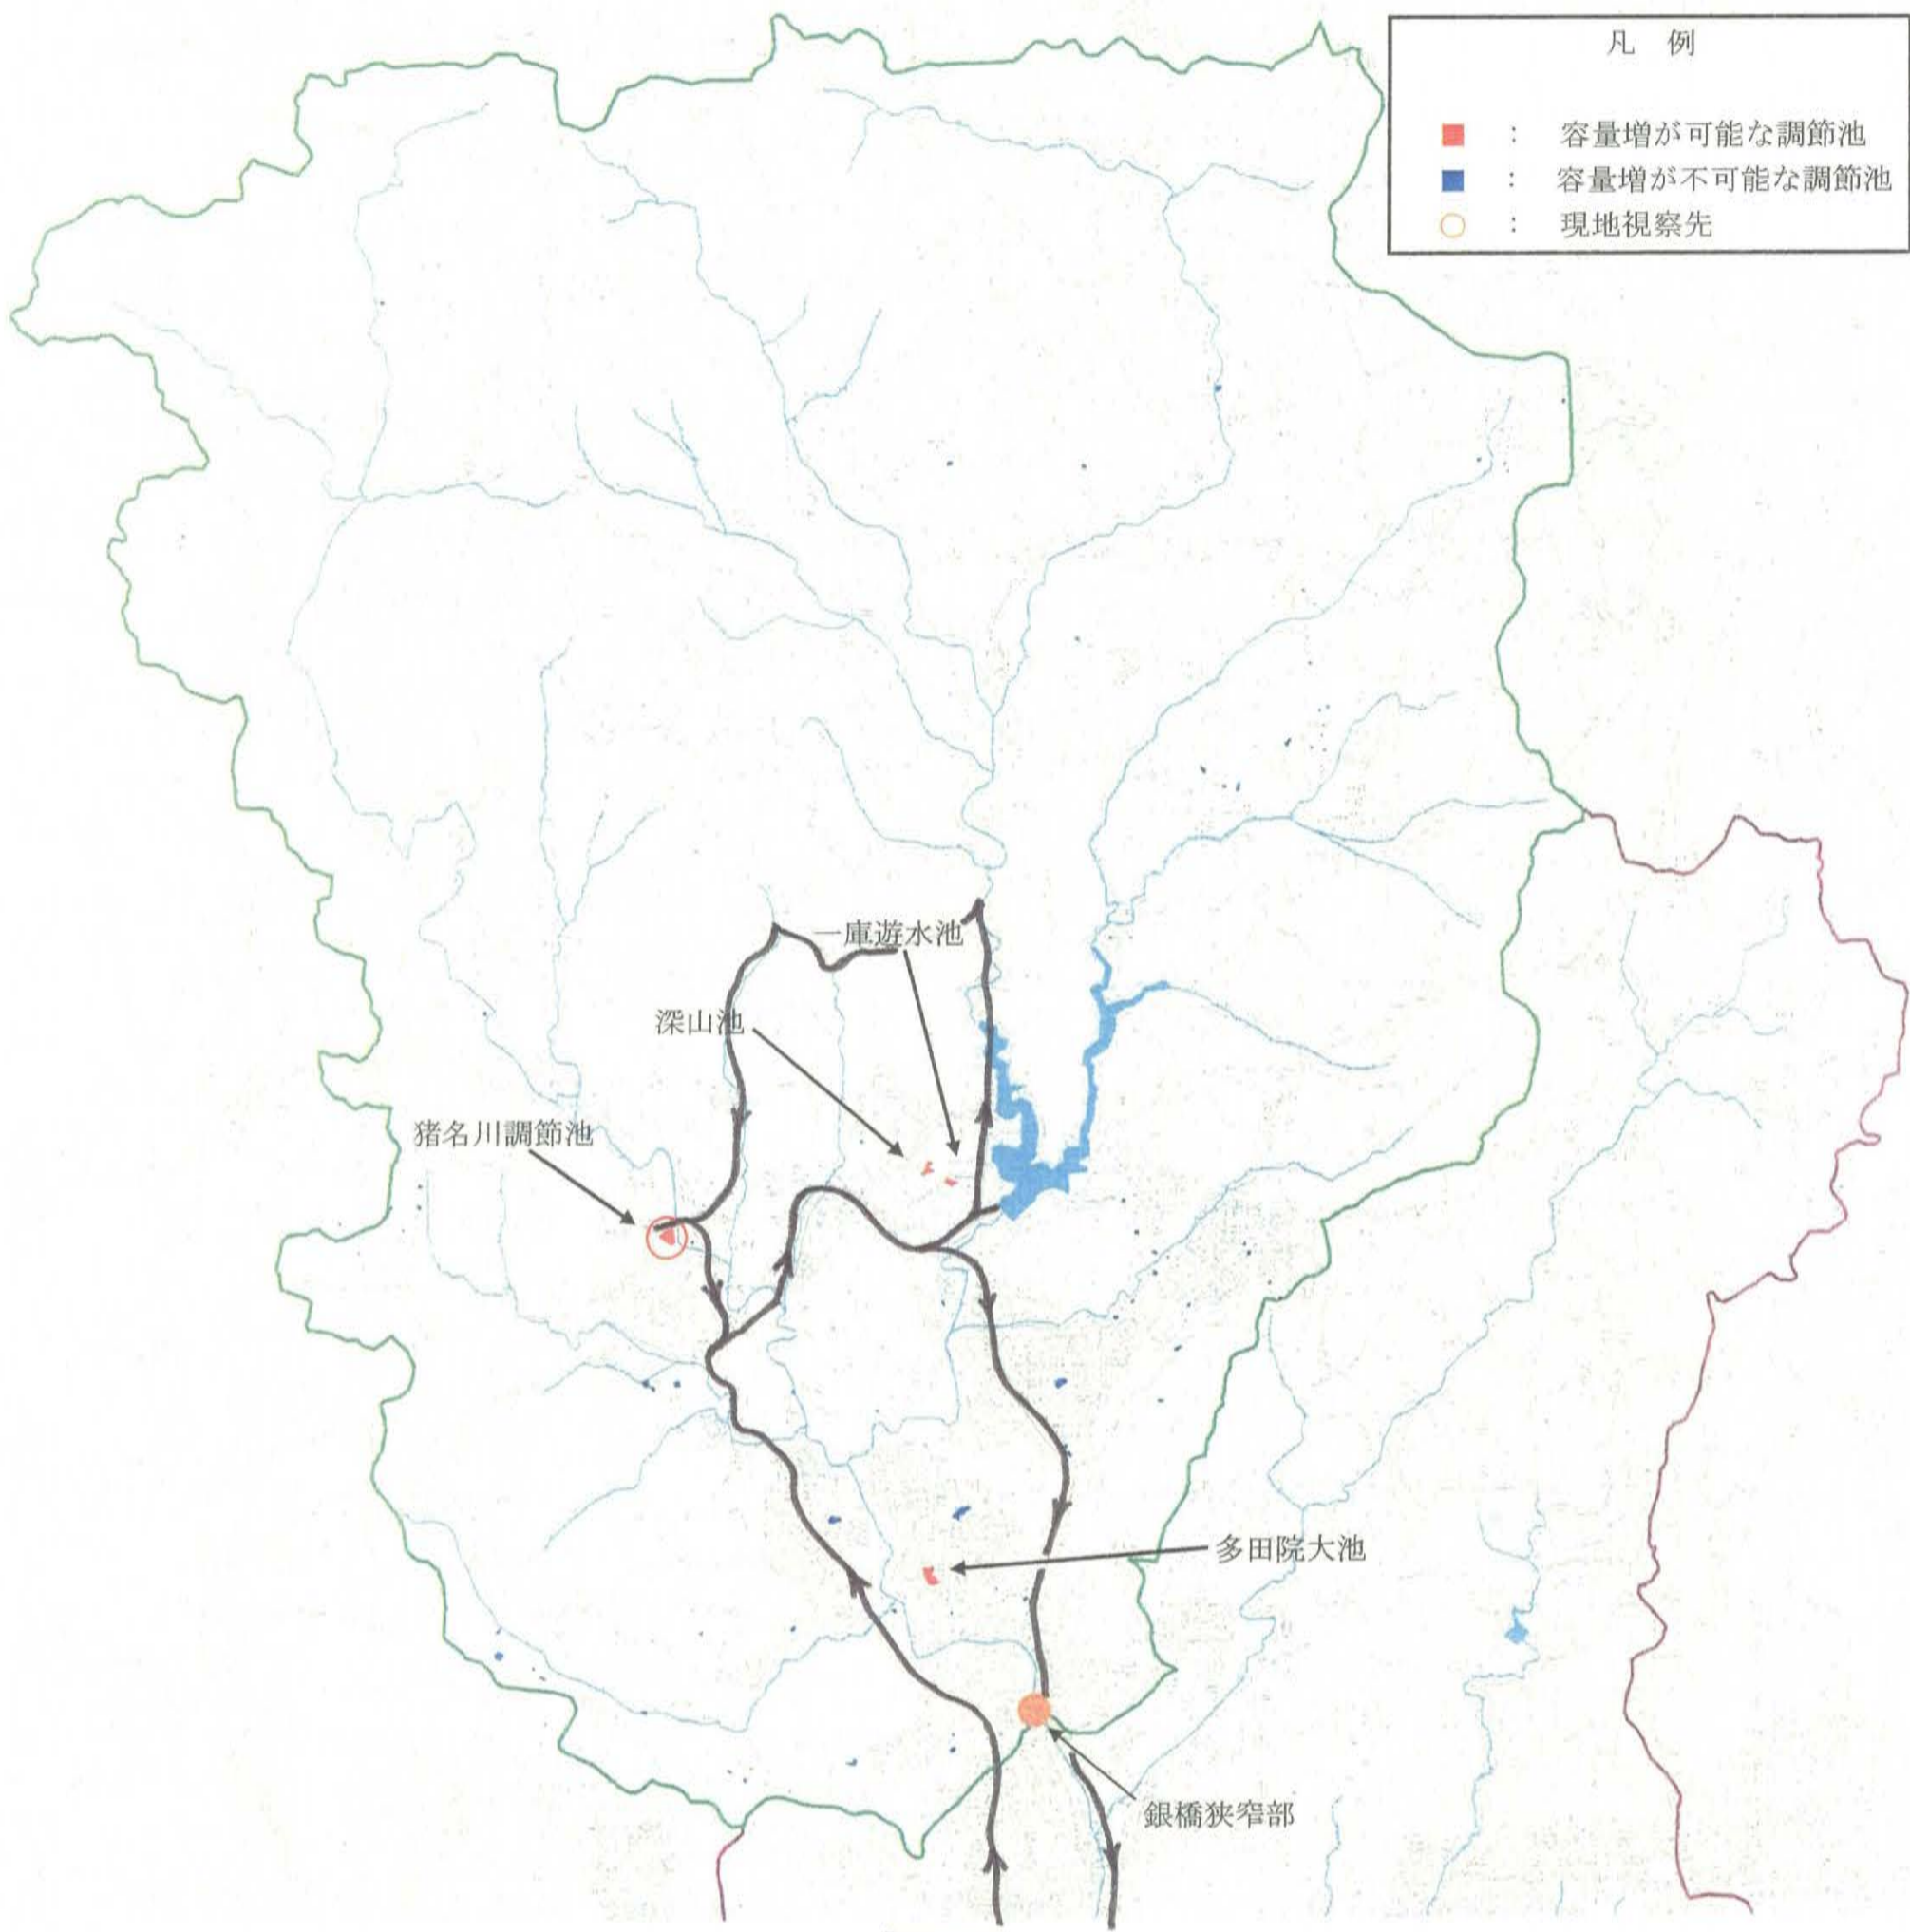 凡 例
： 容量増が可能な調節池
： 容量増が不可能な調節池
： 現地視察先
一庫遊水池
深山池
猪名川調節池
多田院大池
銀橋狭窄部